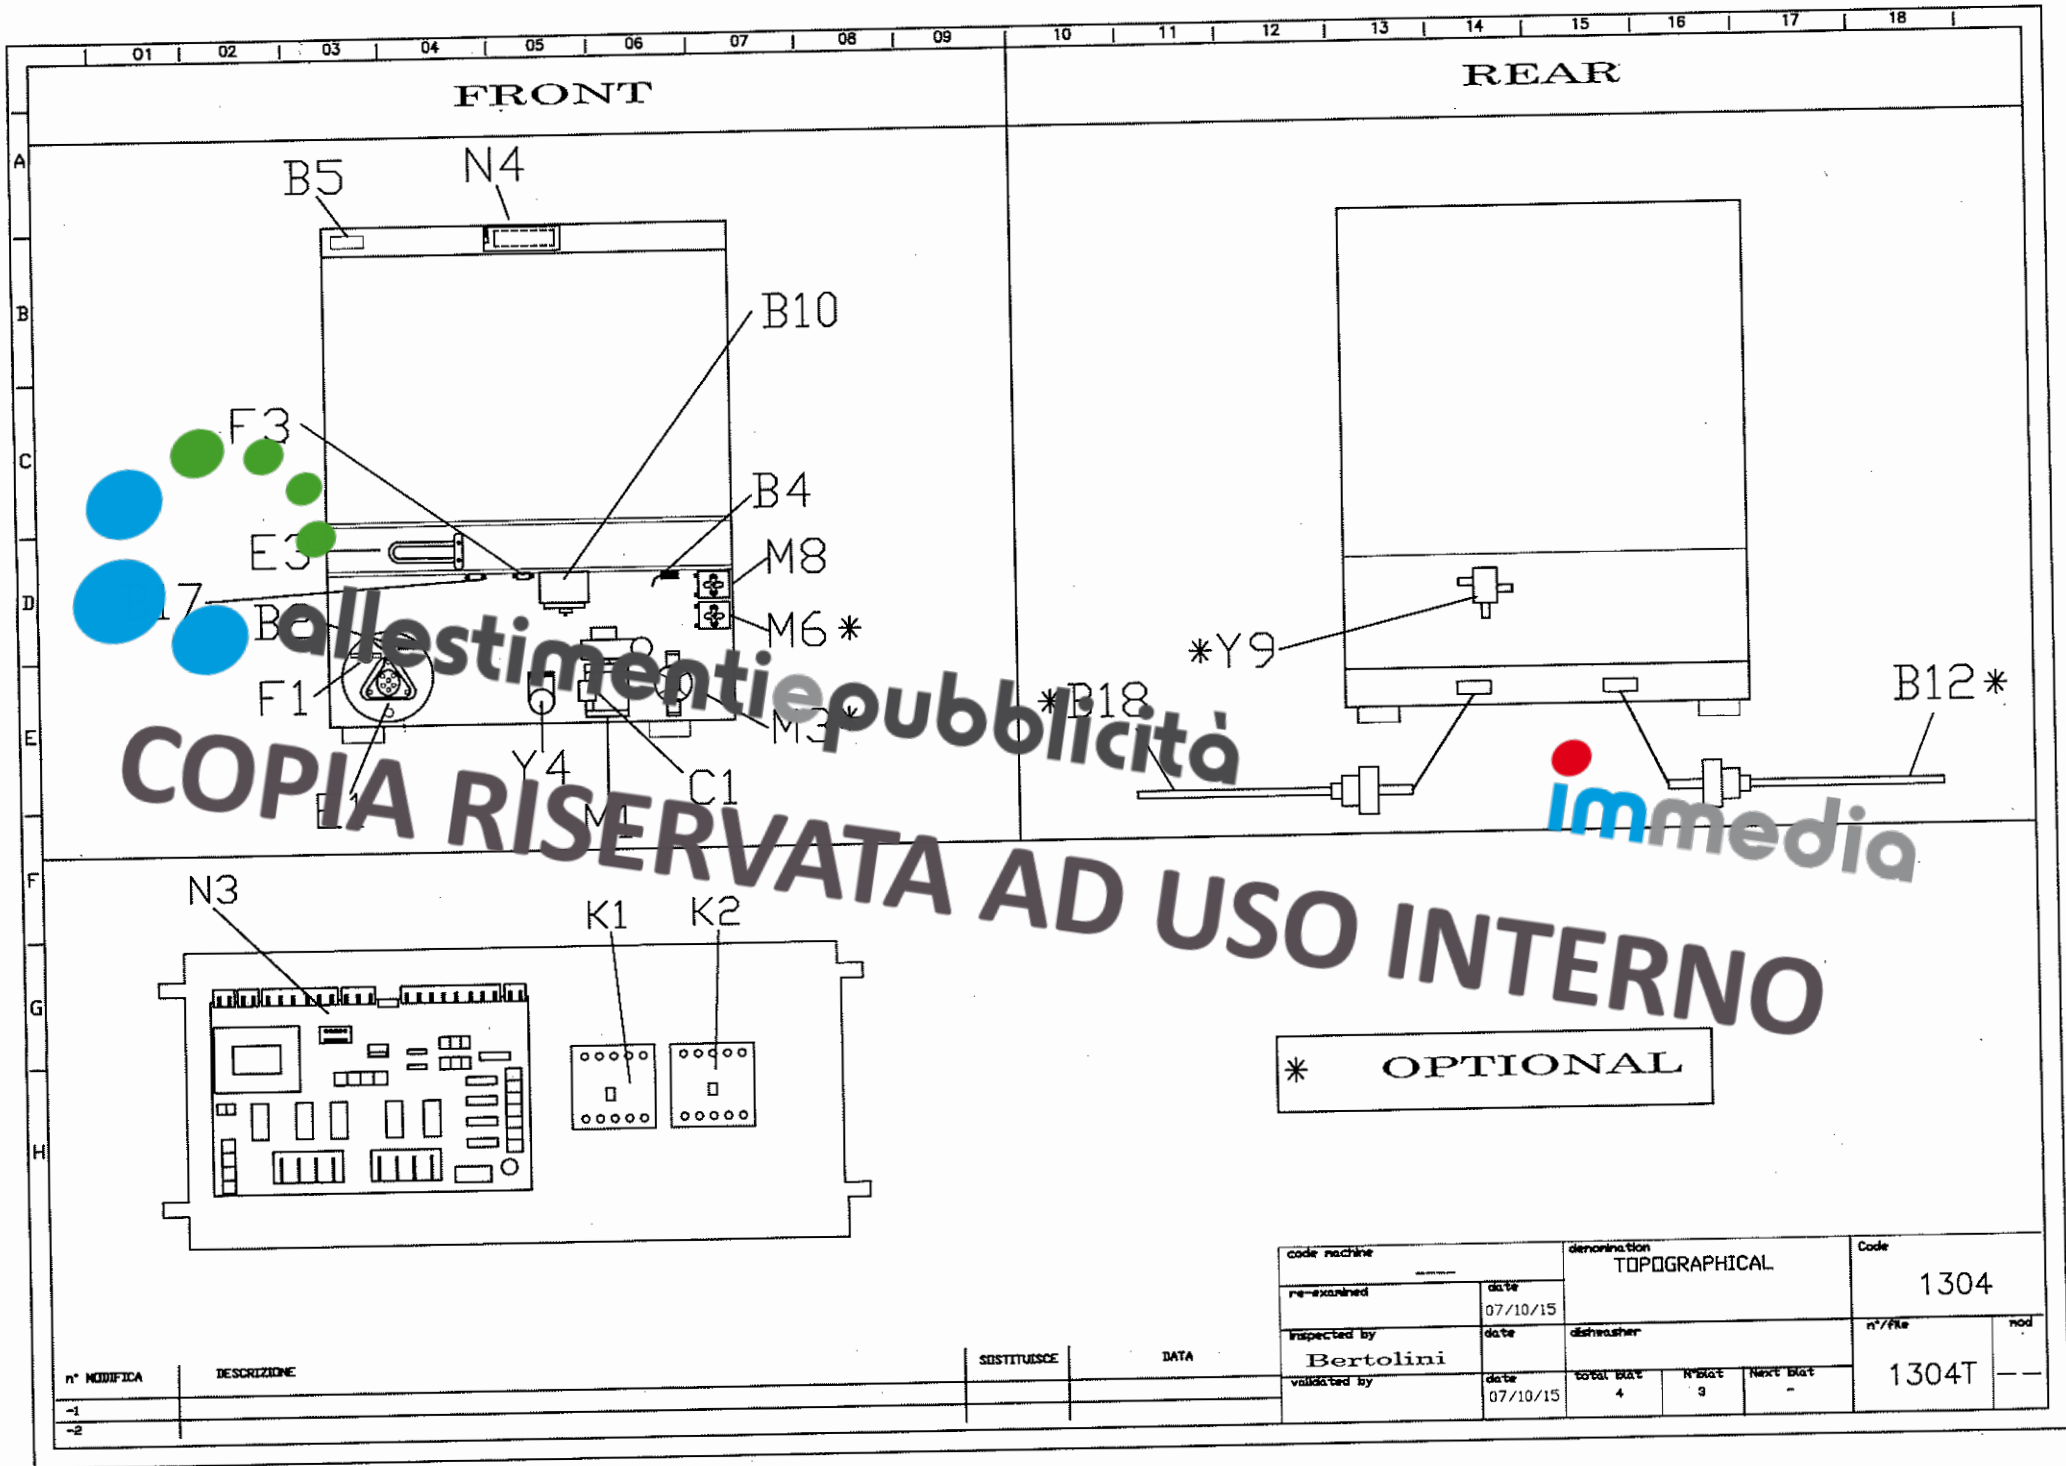 01 02 03 04 05 06 07 08 09 10 11 12 13 14 15 16 17 18
FRONT
REAR
A
B
C
D
E
F
G
H
B5
N4
B10
F3
B4
E3
M8
M6 *
F1
M3 *
Y4
C1
M1
*Y9
*B18
B12 *
allestimentiepubblicità
immedia
COPIA RISERVATA AD USO INTERNO
N3
K1
K2
* OPTIONAL
code machine
----
denomination
TOPOGRAPHICAL
Code
1304
re-examined
date
07/10/15
inspected by
Bertolini
date
dishwasher
n°/file
1304T
mod
--
validated by
date
07/10/15
total blat
4
N°blat
3
Next blat
-
n° MODIFICA
DESCRIZIONE
SOSTITUISCE
DATA
-1
-2